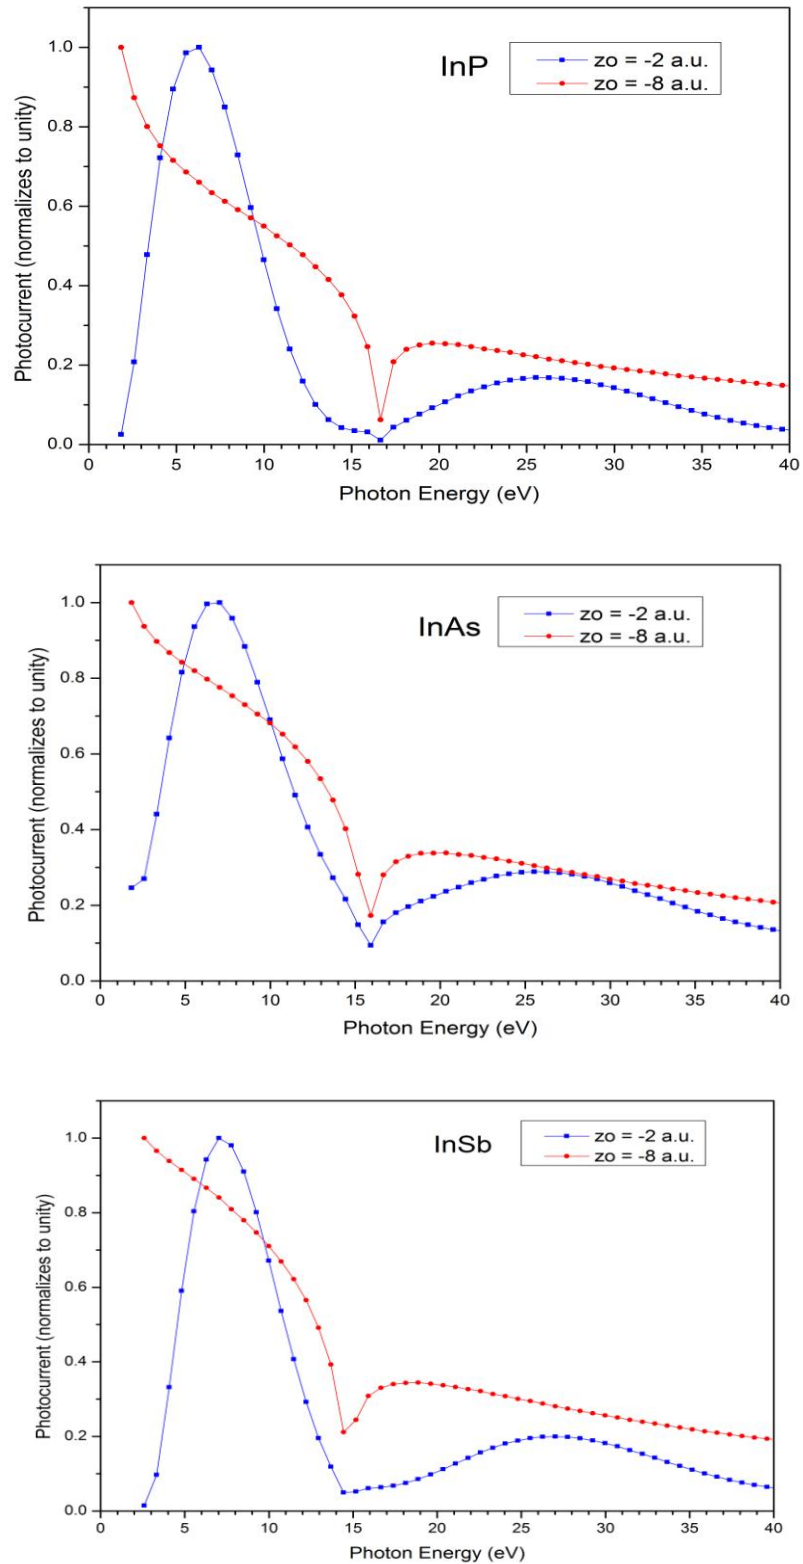 InP
zo = -2 a.u.
zo = -8 a.u.
Photocurrent (normalizes to unity)
1.0
0.8
0.6
0.4
0.2
0.0
0 5 10 15 20 25 30 35 40
Photon Energy (eV)
InAs
zo = -2 a.u.
zo = -8 a.u.
Photocurrent (normalizes to unity)
1.0
0.8
0.6
0.4
0.2
0.0
0 5 10 15 20 25 30 35 40
Photon Energy (eV)
InSb
zo = -2 a.u.
zo = -8 a.u.
Photocurrent (normalizes to unity)
1.0
0.8
0.6
0.4
0.2
0.0
0 5 10 15 20 25 30 35 40
Photon Energy (eV)